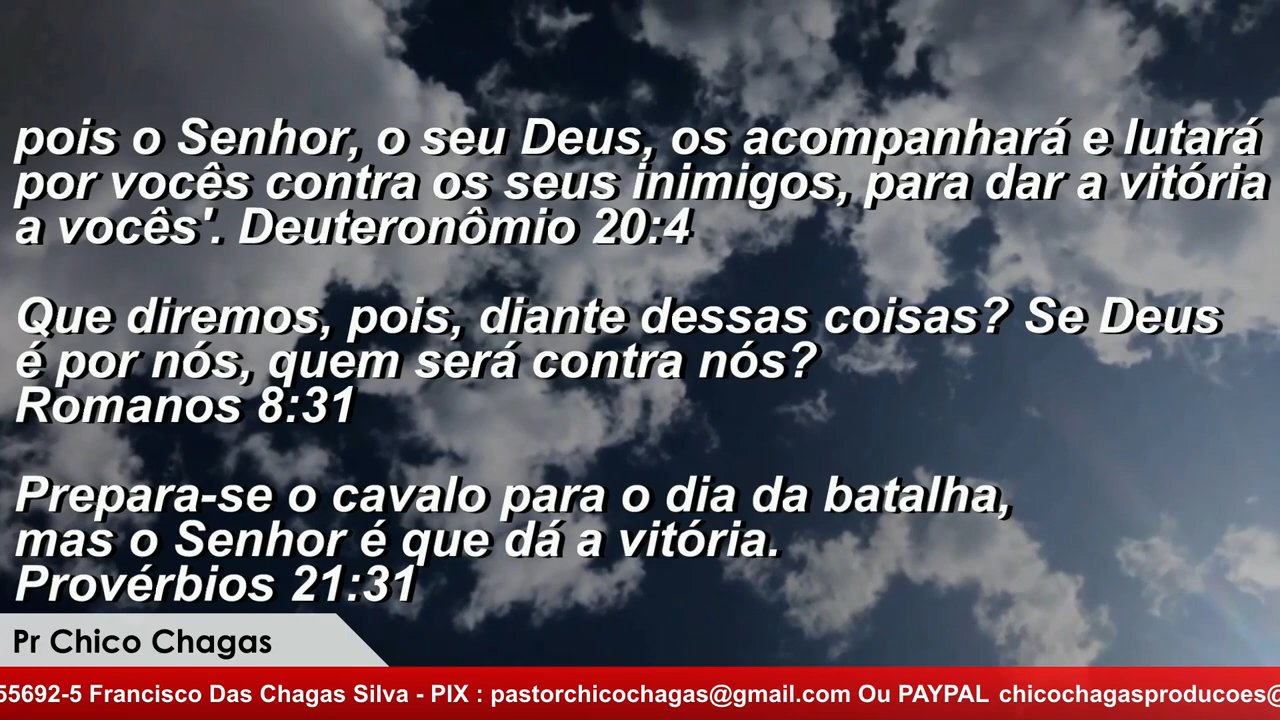 pois o Senhor, o seu Deus, os acompanhará e lutará
por vocês contra os seus inimigos, para dar a vitória
a vocês'. Deuteronômio 20:4
Que diremos, pois, diante dessas coisas? Se Deus
é por nós, quem será contra nós?
Romanos 8:31
Prepara-se o cavalo para o dia da batalha,
mas o Senhor é que dá a vitória.
Provérbios 21:31
Pr Chico Chagas
55692-5 Francisco Das Chagas Silva - PIX : pastorchicochagas@gmail.com Ou PAYPAL chicochagasproducoes@